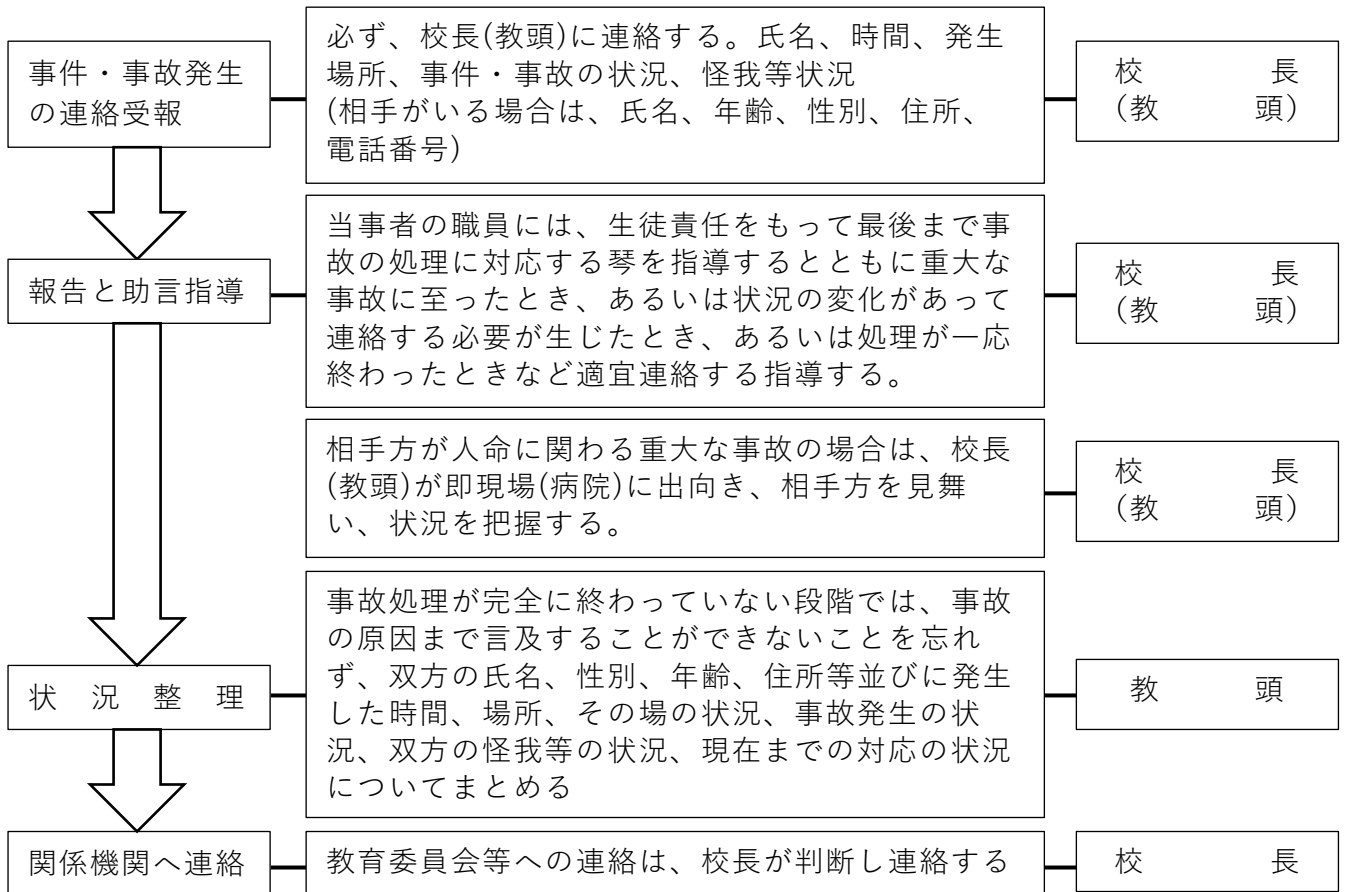 事件・事故発生
の連絡受報
必ず、校長(教頭)に連絡する。氏名、時間、発生
場所、事件・事故の状況、怪我等状況
(相手がいる場合は、氏名、年齢、性別、住所、
電話番号)
校長
(教頭)
報告と助言指導
当事者の職員には、生徒責任をもって最後まで事
故の処理に対応する琴を指導するとともに重大な
事故に至ったとき、あるいは状況の変化があって
連絡する必要が生じたとき、あるいは処理が一応
終わったときなど適宜連絡する指導する。
校長
(教頭)
相手方が人命に関わる重大な事故の場合は、校長
(教頭)が即現場(病院)に出向き、相手方を見舞
い、状況を把握する。
校長
(教頭)
状況整理
事故処理が完全に終わっていない段階では、事故
の原因まで言及することができないことを忘れ
ず、双方の氏名、性別、年齢、住所等並びに発生
した時間、場所、その場の状況、事故発生の状
況、双方の怪我等の状況、現在までの対応の状況
についてまとめる
教頭
関係機関へ連絡
教育委員会等への連絡は、校長が判断し連絡する
校長